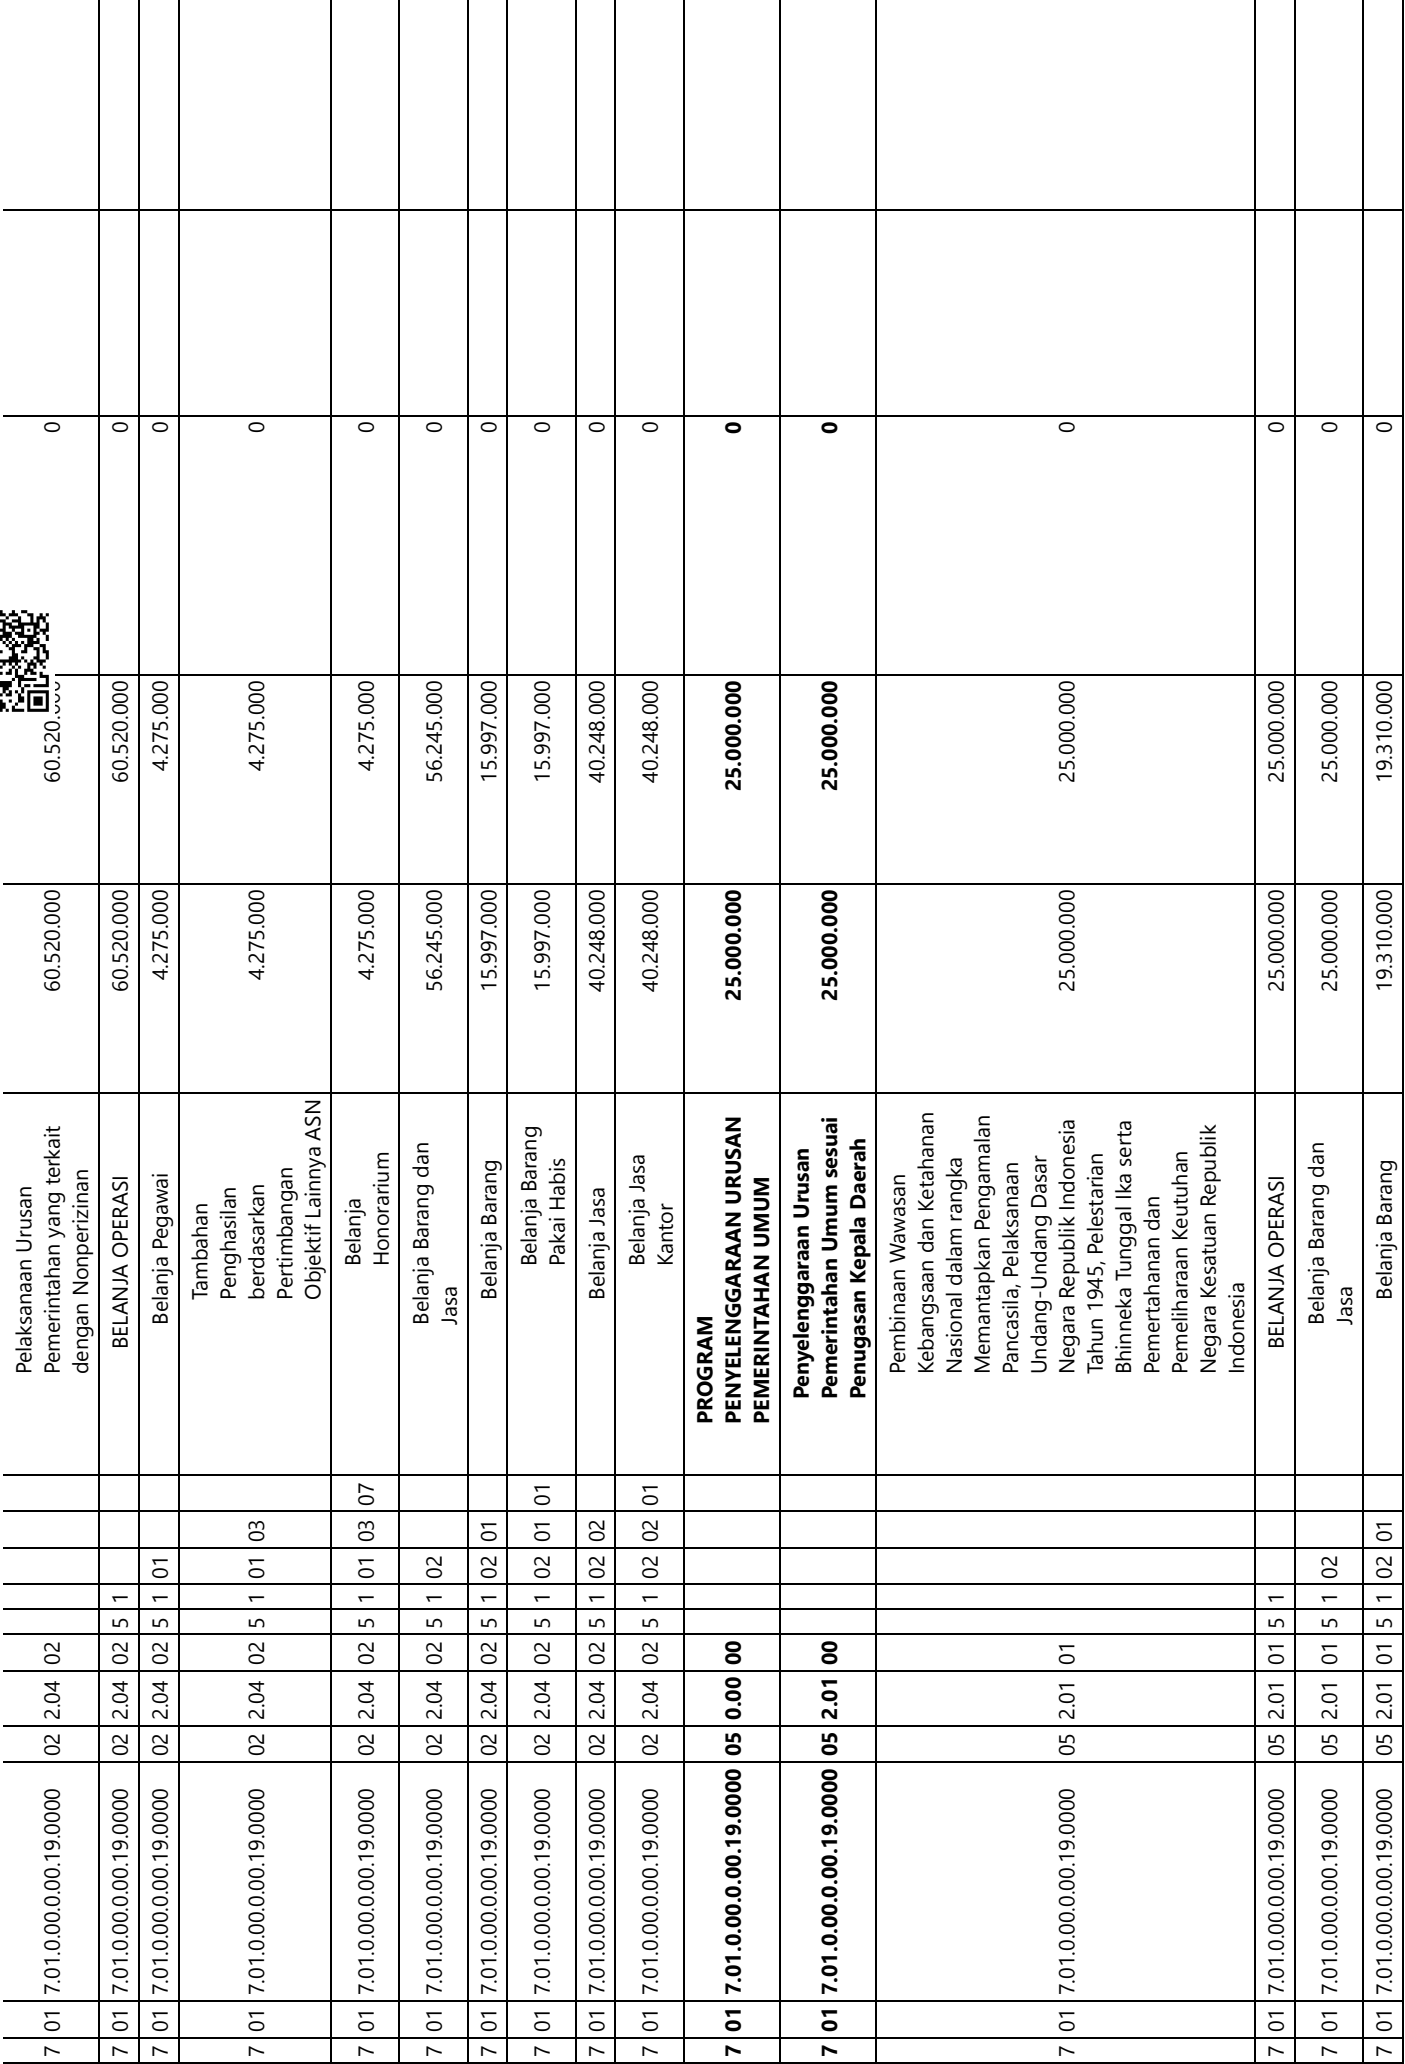 7 01 7.01.0.00.0.00.19.0000 02 2.04 02 Pelaksanaan Urusan
Pemerintahan yang terkait
dengan Nonperizinan 60.520.000 60.520. 0
7 01 7.01.0.00.0.00.19.0000 02 2.04 02 5 1 BELANJA OPERASI 60.520.000 60.520.000 0
7 01 7.01.0.00.0.00.19.0000 02 2.04 02 5 1 01 Belanja Pegawai 4.275.000 4.275.000 0
7 01 7.01.0.00.0.00.19.0000 02 2.04 02 5 1 01 03 Tambahan
Penghasilan
berdasarkan
Pertimbangan
Objektif Lainnya ASN 4.275.000 4.275.000 0
7 01 7.01.0.00.0.00.19.0000 02 2.04 02 5 1 01 03 07 Belanja
Honorarium 4.275.000 4.275.000 0
7 01 7.01.0.00.0.00.19.0000 02 2.04 02 5 1 02 Belanja Barang dan
Jasa 56.245.000 56.245.000 0
7 01 7.01.0.00.0.00.19.0000 02 2.04 02 5 1 02 01 Belanja Barang 15.997.000 15.997.000 0
7 01 7.01.0.00.0.00.19.0000 02 2.04 02 5 1 02 01 01 Belanja Barang
Pakai Habis 15.997.000 15.997.000 0
7 01 7.01.0.00.0.00.19.0000 02 2.04 02 5 1 02 02 Belanja Jasa 40.248.000 40.248.000 0
7 01 7.01.0.00.0.00.19.0000 02 2.04 02 5 1 02 02 01 Belanja Jasa
Kantor 40.248.000 40.248.000 0
7 01 7.01.0.00.0.00.19.0000 05 0.00 00 PROGRAM
PENYELENGGARAAN URUSAN
PEMERINTAHAN UMUM 25.000.000 25.000.000 0
7 01 7.01.0.00.0.00.19.0000 05 2.01 00 Penyelenggaraan Urusan
Pemerintahan Umum sesuai
Penugasan Kepala Daerah 25.000.000 25.000.000 0
7 01 7.01.0.00.0.00.19.0000 05 2.01 01 Pembinaan Wawasan
Kebangsaan dan Ketahanan
Nasional dalam rangka
Memantapkan Pengamalan
Pancasila, Pelaksanaan
Undang-Undang Dasar
Negara Republik Indonesia
Tahun 1945, Pelestarian
Bhinneka Tunggal Ika serta
Pemertahanan dan
Pemeliharaan Keutuhan
Negara Kesatuan Republik
Indonesia 25.000.000 25.000.000 0
7 01 7.01.0.00.0.00.19.0000 05 2.01 01 5 1 BELANJA OPERASI 25.000.000 25.000.000 0
7 01 7.01.0.00.0.00.19.0000 05 2.01 01 5 1 02 Belanja Barang dan
Jasa 25.000.000 25.000.000 0
7 01 7.01.0.00.0.00.19.0000 05 2.01 01 5 1 02 01 Belanja Barang 19.310.000 19.310.000 0